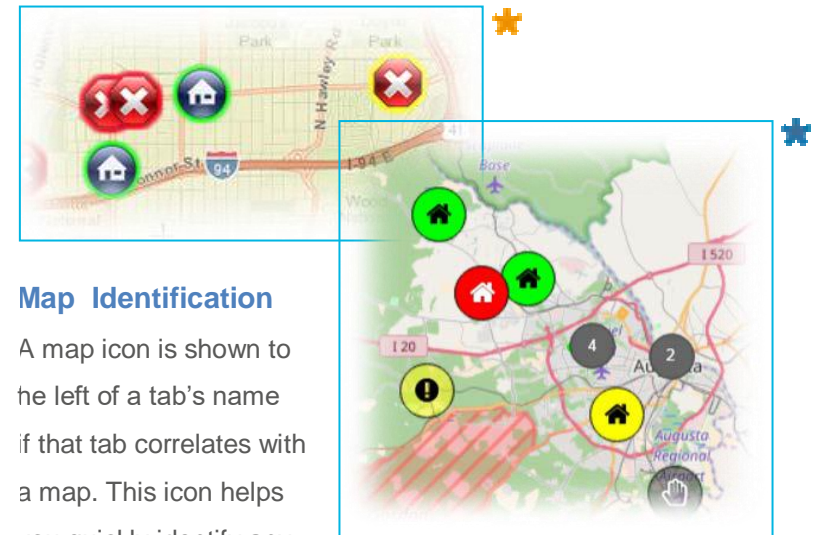 Park
Park
N Hawley Rd
41
94
I-94 E
Base
I 520
I 20
4
2
Augusta
Regional
Airport
Map Identification
A map icon is shown to
he left of a tab's name
if that tab correlates with
a map. This icon helps